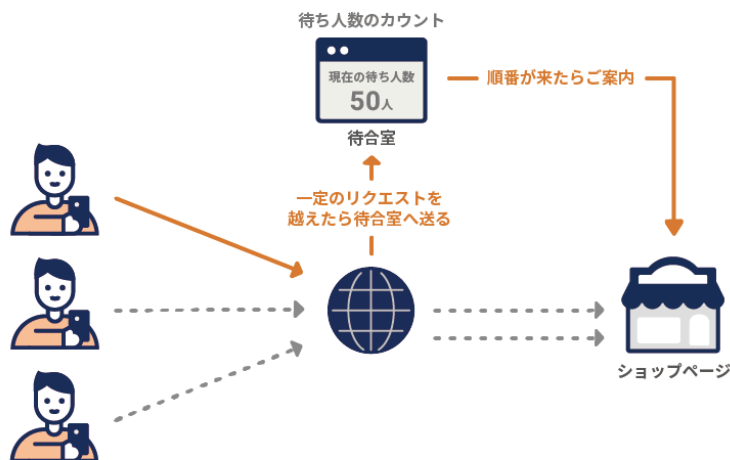 待ち人数のカウント
現在の待ち人数
50人
待合室
順番が来たらご案内
一定のリクエストを
越えたら待合室へ送る
ショップページ